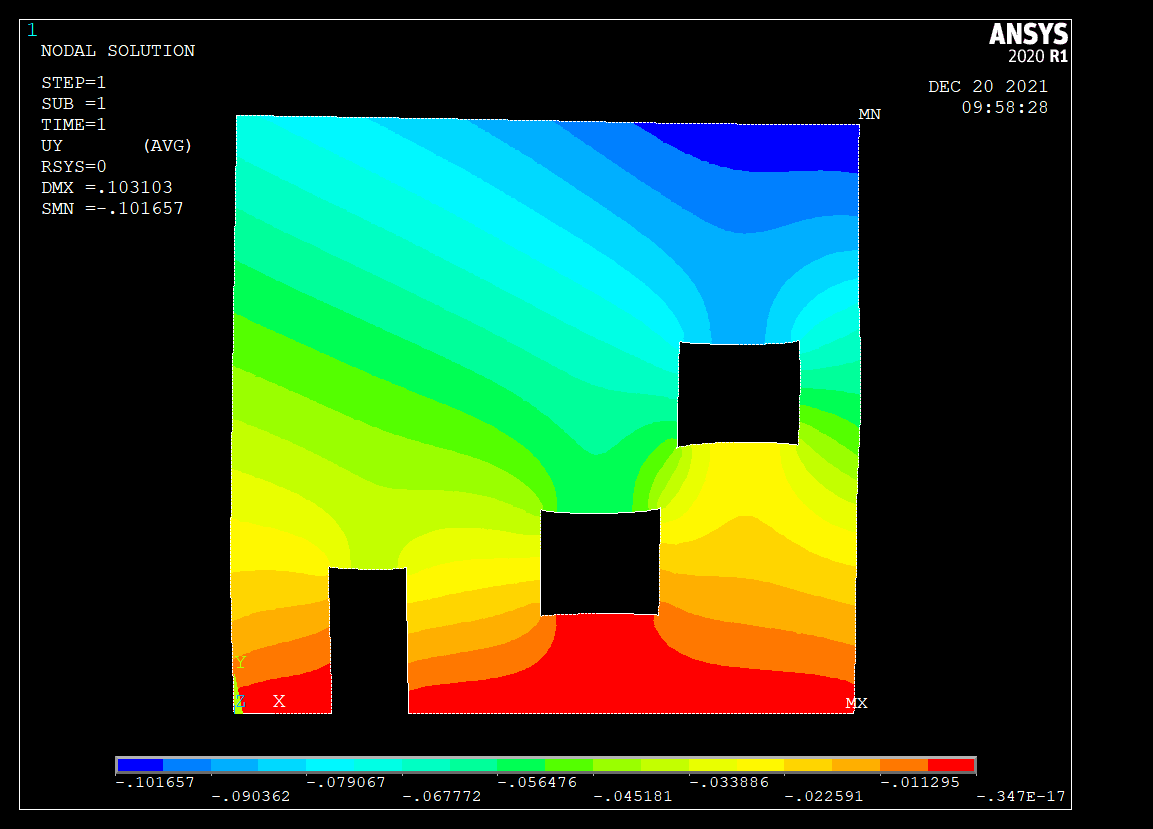 1
NODAL SOLUTION
STEP=1
SUB =1
TIME=1
UY (AVG)
RSYS=0
DMX =.103103
SMN =-.101657
ANSYS
2020 R1
DEC 20 2021
09:58:28
MN
Y
Z X
MX
-.101657 -.079067 -.056476 -.033886 -.011295
-.090362 -.067772 -.045181 -.022591 -.347E-17